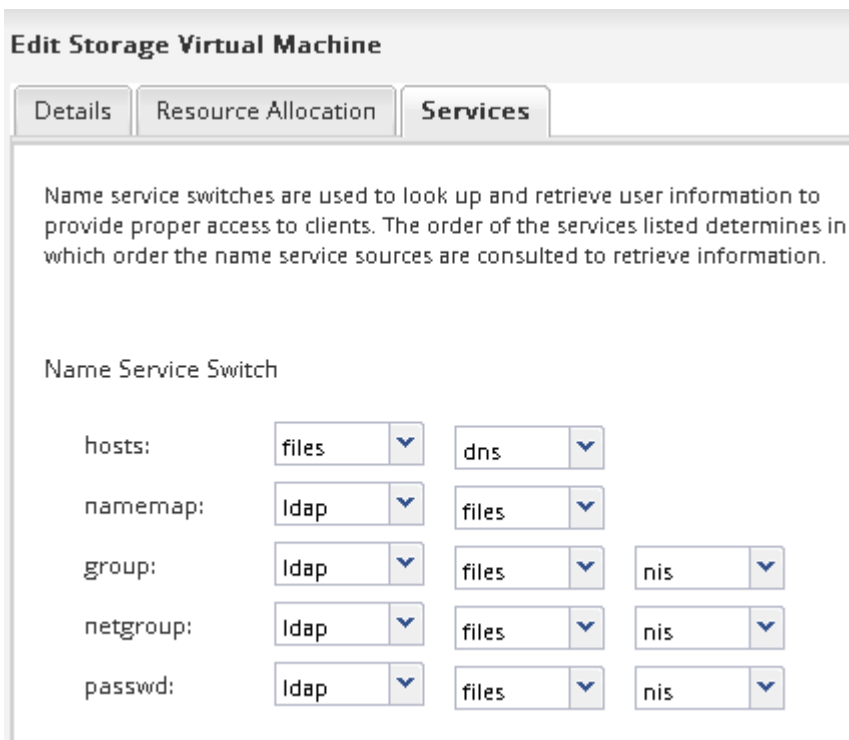 Edit Storage Virtual Machine
Details Resource Allocation Services
Name service switches are used to look up and retrieve user information to
provide proper access to clients. The order of the services listed determines in
which order the name service sources are consulted to retrieve information.
Name Service Switch
hosts: files dns
namemap: ldap files
group: ldap files nis
netgroup: ldap files nis
passwd: ldap files nis